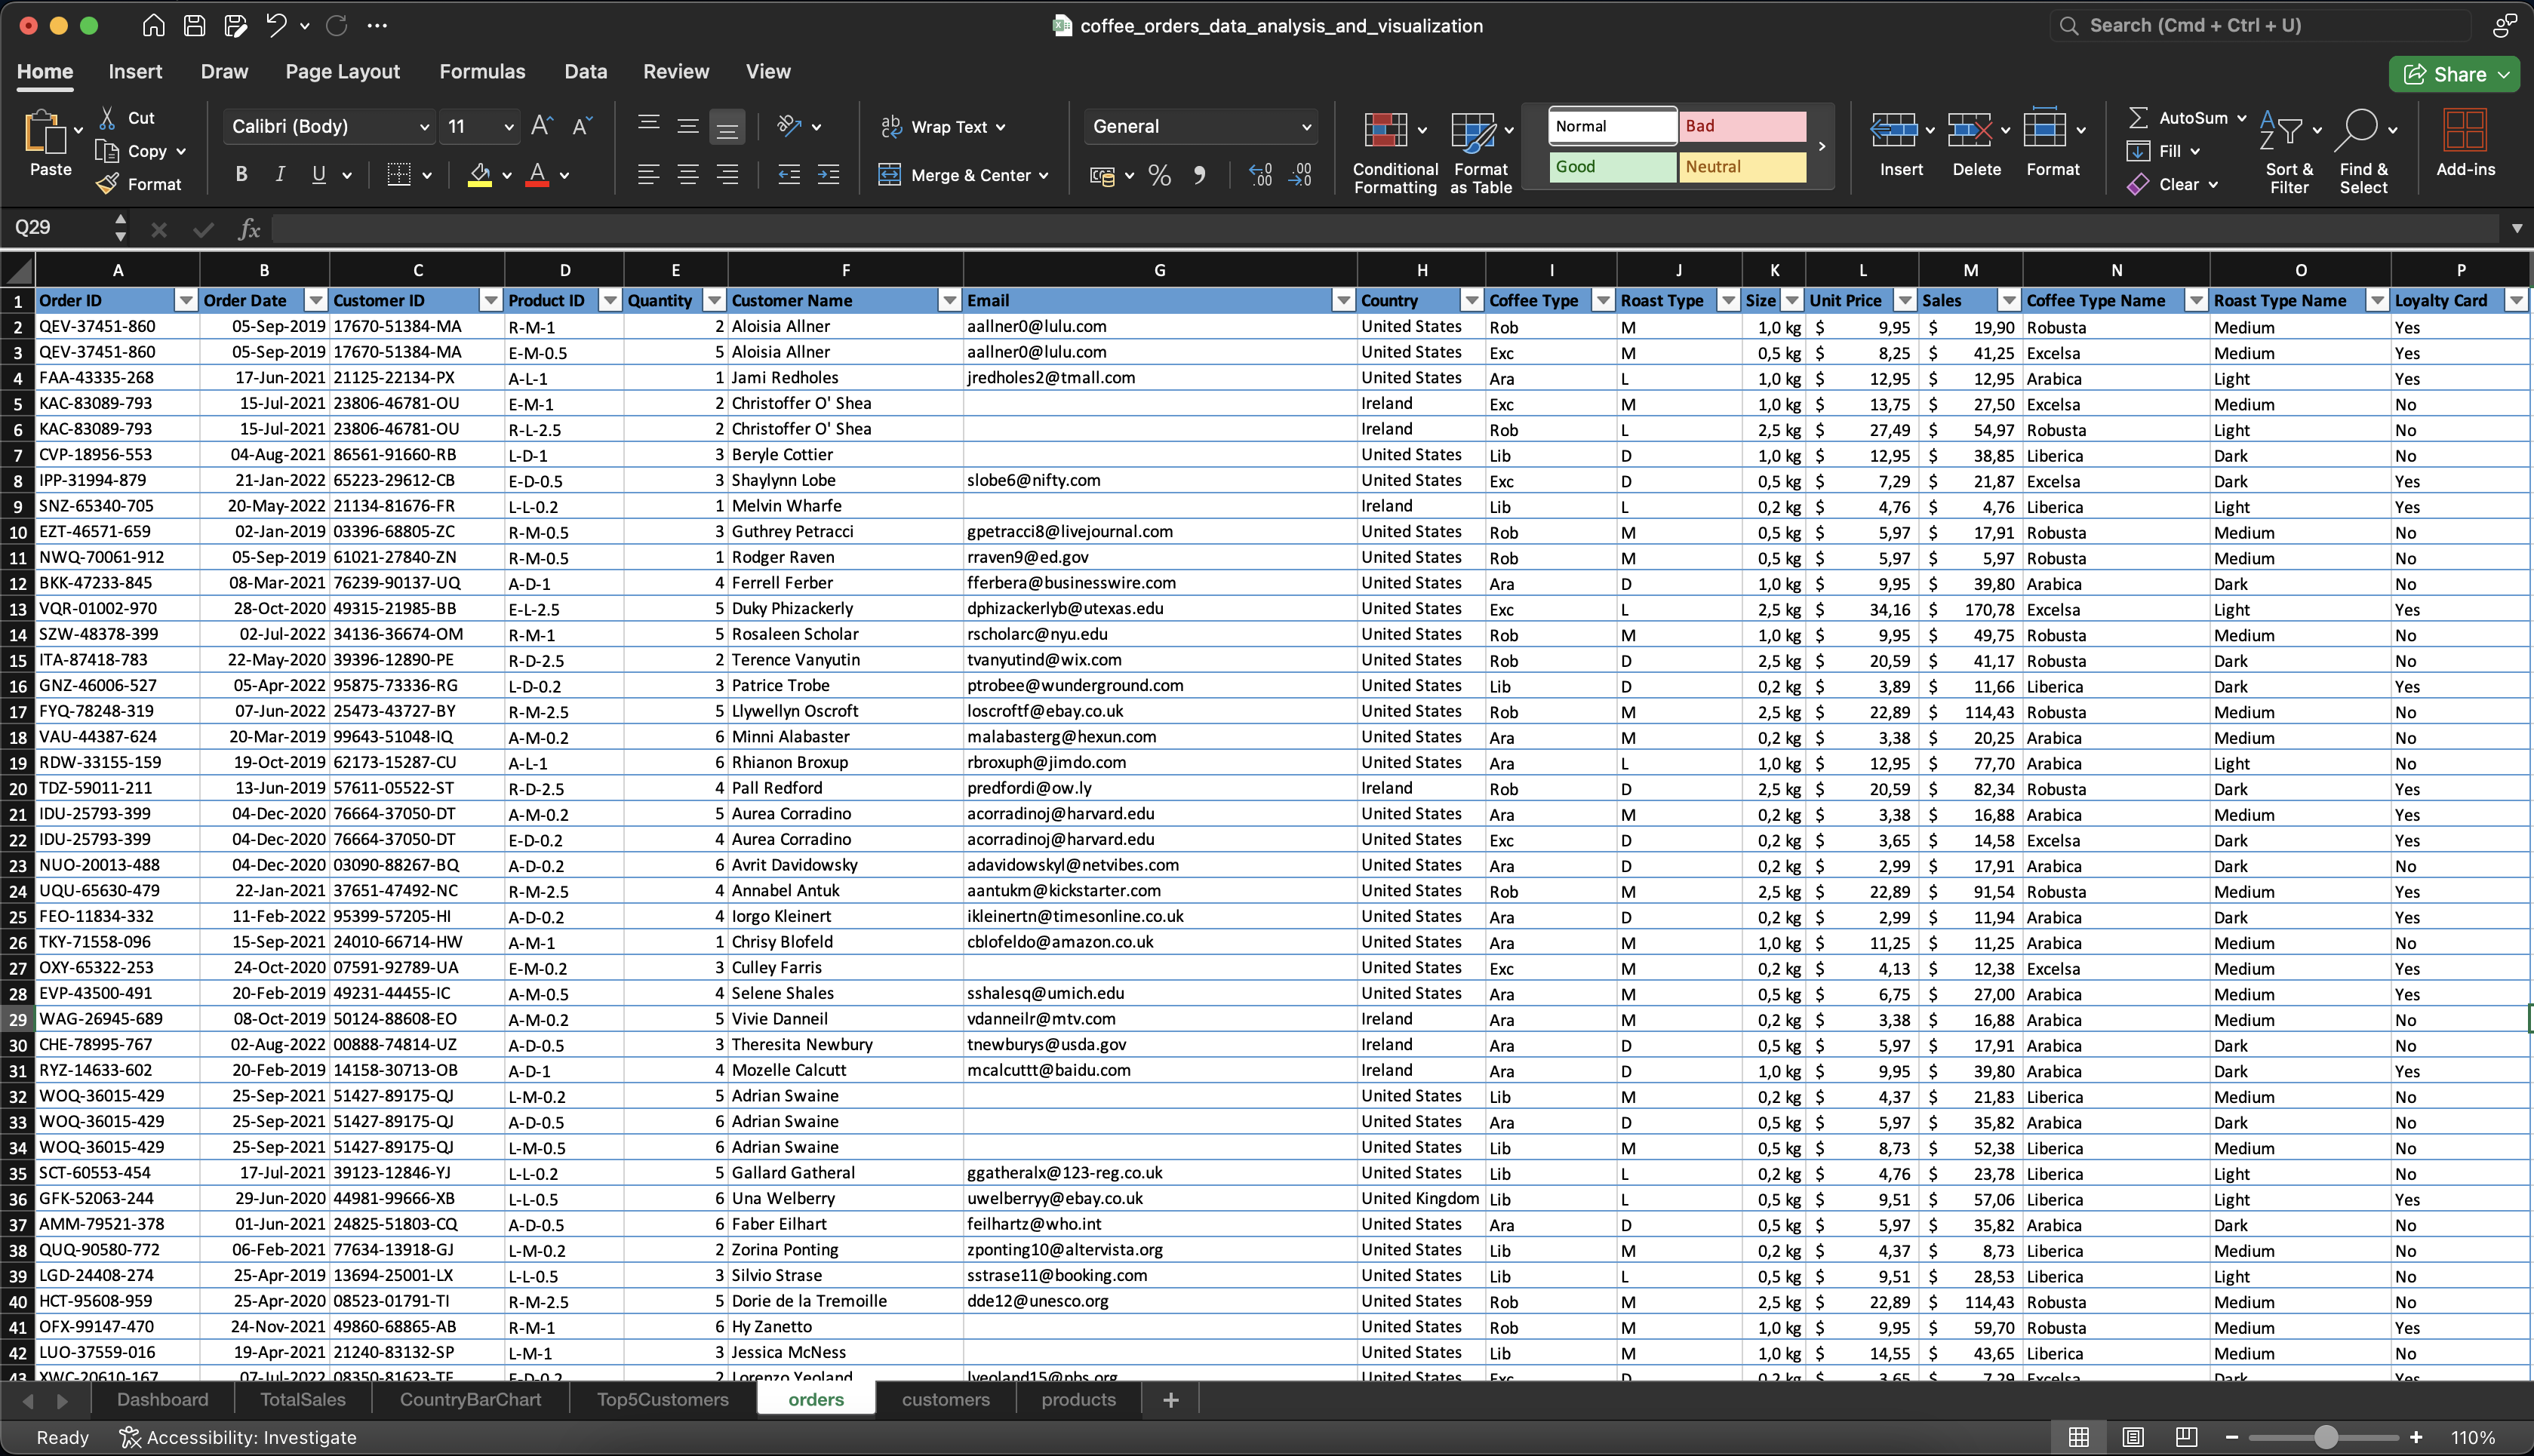 coffee_orders_data_analysis_and_visualization
Search (Cmd + Ctrl + U)
Home Insert Draw Page Layout Formulas Data Review View
Share
Paste
Cut
Copy
Format
Calibri (Body) 11
B I U
Wrap Text
Merge & Center
General
Conditional Formatting
Format as Table
Normal Bad
Good Neutral
Insert Delete Format
AutoSum
Fill
Clear
Sort & Filter
Find & Select
Add-ins
Q29 fx
A B C D E F G H I J K L M N O P
1 Order ID Order Date Customer ID Product ID Quantity Customer Name Email Country Coffee Type Roast Type Size Unit Price Sales Coffee Type Name Roast Type Name Loyalty Card
2 QEV-37451-860 05-Sep-2019 17670-51384-MA R-M-1 2 Aloisia Allner aallner0@lulu.com United States Rob M 1,0 kg $ 9,95 $ 19,90 Robusta Medium Yes
3 QEV-37451-860 05-Sep-2019 17670-51384-MA E-M-0.5 5 Aloisia Allner aallner0@lulu.com United States Exc M 0,5 kg $ 8,25 $ 41,25 Excelsa Medium Yes
4 FAA-43335-268 17-Jun-2021 21125-22134-PX A-L-1 1 Jami Redholes jredholes2@tmall.com United States Ara L 1,0 kg $ 12,95 $ 12,95 Arabica Light Yes
5 KAC-83089-793 15-Jul-2021 23806-46781-OU E-M-1 2 Christoffer O' Shea Ireland Exc M 1,0 kg $ 13,75 $ 27,50 Excelsa Medium No
6 KAC-83089-793 15-Jul-2021 23806-46781-OU R-L-2.5 2 Christoffer O' Shea Ireland Rob L 2,5 kg $ 27,49 $ 54,97 Robusta Light No
7 CVP-18956-553 04-Aug-2021 86561-91660-RB L-D-1 3 Beryle Cottier United States Lib D 1,0 kg $ 12,95 $ 38,85 Liberica Dark No
8 IPP-31994-879 21-Jan-2022 65223-29612-CB E-D-0.5 3 Shaylynn Lobe slobe6@nifty.com United States Exc D 0,5 kg $ 7,29 $ 21,87 Excelsa Dark Yes
9 SNZ-65340-705 20-May-2022 21134-81676-FR L-L-0.2 1 Melvin Wharfe Ireland Lib L 0,2 kg $ 4,76 $ 4,76 Liberica Light Yes
10 EZT-46571-659 02-Jan-2019 03396-68805-ZC R-M-0.5 3 Guthrey Petracci gpetracci8@livejournal.com United States Rob M 0,5 kg $ 5,97 $ 17,91 Robusta Medium No
11 NWQ-70061-912 05-Sep-2019 61021-27840-ZN R-M-0.5 1 Rodger Raven rraven9@ed.gov United States Rob M 0,5 kg $ 5,97 $ 5,97 Robusta Medium No
12 BKK-47233-845 08-Mar-2021 76239-90137-UQ A-D-1 4 Ferrell Ferber fferbera@businesswire.com United States Ara D 1,0 kg $ 9,95 $ 39,80 Arabica Dark No
13 VQR-01002-970 28-Oct-2020 49315-21985-BB E-L-2.5 5 Duky Phizackerly dphizackerlyb@utexas.edu United States Exc L 2,5 kg $ 34,16 $ 170,78 Excelsa Light Yes
14 SZW-48378-399 02-Jul-2022 34136-36674-OM R-M-1 5 Rosaleen Scholar rscholarc@nyu.edu United States Rob M 1,0 kg $ 9,95 $ 49,75 Robusta Medium No
15 ITA-87418-783 22-May-2020 39396-12890-PE R-D-2.5 2 Terence Vanyutin tvanyutind@wix.com United States Rob D 2,5 kg $ 20,59 $ 41,17 Robusta Dark No
16 GNZ-46006-527 05-Apr-2022 95875-73336-RG L-D-0.2 3 Patrice Trobe ptrobee@wunderground.com United States Lib D 0,2 kg $ 3,89 $ 11,66 Liberica Dark Yes
17 FYQ-78248-319 07-Jun-2022 25473-43727-BY R-M-2.5 5 Llywellyn Oscroft loscroftf@ebay.co.uk United States Rob M 2,5 kg $ 22,89 $ 114,43 Robusta Medium No
18 VAU-44387-624 20-Mar-2019 99643-51048-IQ A-M-0.2 6 Minni Alabaster malabasterg@hexun.com United States Ara M 0,2 kg $ 3,38 $ 20,25 Arabica Medium No
19 RDW-33155-159 19-Oct-2019 62173-15287-CU A-L-1 6 Rhianon Broxup rbroxuph@jimdo.com United States Ara L 1,0 kg $ 12,95 $ 77,70 Arabica Light No
20 TDZ-59011-211 13-Jun-2019 57611-05522-ST R-D-2.5 4 Pall Redford predfordi@ow.ly Ireland Rob D 2,5 kg $ 20,59 $ 82,34 Robusta Dark Yes
21 IDU-25793-399 04-Dec-2020 76664-37050-DT A-M-0.2 5 Aurea Corradino acorradinoj@harvard.edu United States Ara M 0,2 kg $ 3,38 $ 16,88 Arabica Medium Yes
22 IDU-25793-399 04-Dec-2020 76664-37050-DT E-D-0.2 4 Aurea Corradino acorradinoj@harvard.edu United States Exc D 0,2 kg $ 3,65 $ 14,58 Excelsa Dark Yes
23 NUO-20013-488 04-Dec-2020 03090-88267-BQ A-D-0.2 6 Avrit Davidowsky adavidowskyl@netvibes.com United States Ara D 0,2 kg $ 2,99 $ 17,91 Arabica Dark No
24 UQU-65630-479 22-Jan-2021 37651-47492-NC R-M-2.5 4 Annabel Antuk aantukm@kickstarter.com United States Rob M 2,5 kg $ 22,89 $ 91,54 Robusta Medium Yes
25 FEO-11834-332 11-Feb-2022 95399-57205-HI A-D-0.2 4 Iorgo Kleinert ikleinertn@timesonline.co.uk United States Ara D 0,2 kg $ 2,99 $ 11,94 Arabica Dark Yes
26 TKY-71558-096 15-Sep-2021 24010-66714-HW A-M-1 1 Chrisy Blofeld cblofeldo@amazon.co.uk United States Ara M 1,0 kg $ 11,25 $ 11,25 Arabica Medium No
27 OXY-65322-253 24-Oct-2020 07591-92789-UA E-M-0.2 3 Culley Farris United States Exc M 0,2 kg $ 4,13 $ 12,38 Excelsa Medium Yes
28 EVP-43500-491 20-Feb-2019 49231-44455-IC A-M-0.5 4 Selene Shales sshalesq@umich.edu United States Ara M 0,5 kg $ 6,75 $ 27,00 Arabica Medium Yes
29 WAG-26945-689 08-Oct-2019 50124-88608-EO A-M-0.2 5 Vivie Danneil vdanneilr@mtv.com Ireland Ara M 0,2 kg $ 3,38 $ 16,88 Arabica Medium No
30 CHE-78995-767 02-Aug-2022 00888-74814-UZ A-D-0.5 3 Theresita Newbury tnewburys@usda.gov Ireland Ara D 0,5 kg $ 5,97 $ 17,91 Arabica Dark No
31 RYZ-14633-602 20-Feb-2019 14158-30713-OB A-D-1 4 Mozelle Calcutt mcalcuttt@baidu.com Ireland Ara D 1,0 kg $ 9,95 $ 39,80 Arabica Dark Yes
32 WOQ-36015-429 25-Sep-2021 51427-89175-QJ L-M-0.2 5 Adrian Swaine United States Lib M 0,2 kg $ 4,37 $ 21,83 Liberica Medium No
33 WOQ-36015-429 25-Sep-2021 51427-89175-QJ A-D-0.5 6 Adrian Swaine United States Ara D 0,5 kg $ 5,97 $ 35,82 Arabica Dark No
34 WOQ-36015-429 25-Sep-2021 51427-89175-QJ L-M-0.5 6 Adrian Swaine United States Lib M 0,5 kg $ 8,73 $ 52,38 Liberica Medium No
35 SCT-60553-454 17-Jul-2021 39123-12846-YJ L-L-0.2 5 Gallard Gatheral ggatheralx@123-reg.co.uk United States Lib L 0,2 kg $ 4,76 $ 23,78 Liberica Light No
36 GFK-52063-244 29-Jun-2020 44981-99666-XB L-L-0.5 6 Una Welberry uwelberryy@ebay.co.uk United Kingdom Lib L 0,5 kg $ 9,51 $ 57,06 Liberica Light Yes
37 AMM-79521-378 01-Jun-2021 24825-51803-CQ A-D-0.5 6 Faber Eilhart feilhartz@who.int United States Ara D 0,5 kg $ 5,97 $ 35,82 Arabica Dark No
38 QUQ-90580-772 06-Feb-2021 77634-13918-GJ L-M-0.2 2 Zorina Ponting zponting10@altervista.org United States Lib M 0,2 kg $ 4,37 $ 8,73 Liberica Medium No
39 LGD-24408-274 25-Apr-2019 13694-25001-LX L-L-0.5 3 Silvio Strase sstrase11@booking.com United States Lib L 0,5 kg $ 9,51 $ 28,53 Liberica Light No
40 HCT-95608-959 25-Apr-2020 08523-01791-TI R-M-2.5 5 Dorie de la Tremoille dde12@unesco.org United States Rob M 2,5 kg $ 22,89 $ 114,43 Robusta Medium No
41 OFX-99147-470 24-Nov-2021 49860-68865-AB R-M-1 6 Hy Zanetto United States Rob M 1,0 kg $ 9,95 $ 59,70 Robusta Medium Yes
42 LUO-37559-016 19-Apr-2021 21240-83132-SP L-M-1 3 Jessica McNess United States Lib M 1,0 kg $ 14,55 $ 43,65 Liberica Medium No
43 XWC-20610-167 07-Jul-2022 08350-81623-TF E-D-0.2 2 Lorenzo Yeoland lyeoland15@pbs.org United States Exc D 0,2 kg $ 3,65 $ 7,29 Excelsa Dark Yes
Dashboard TotalSales CountryBarChart Top5Customers orders customers products +
Ready Accessibility: Investigate 110%